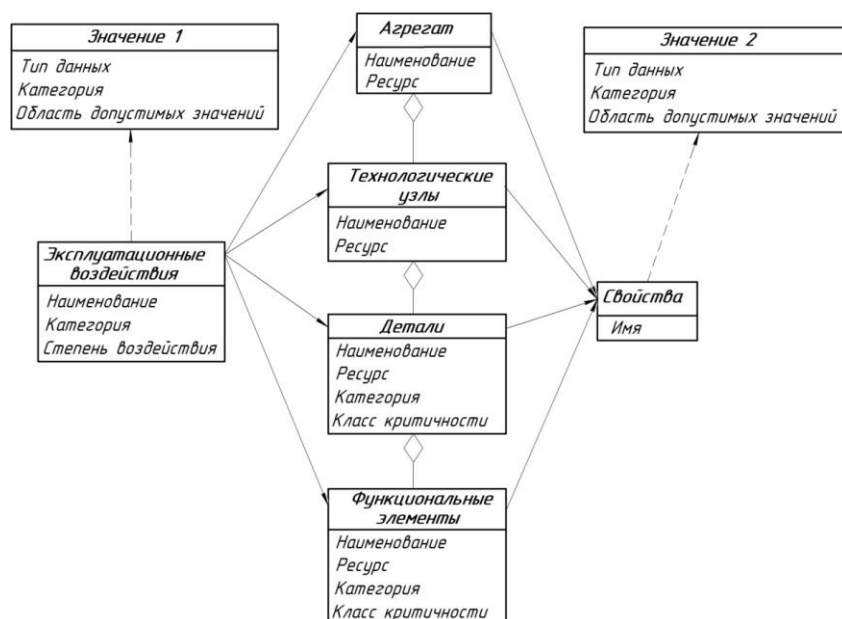 Значение 1
Тип данных
Категория
Область допустимых значений
Агрегат
Наименование
Ресурс
Значение 2
Тип данных
Категория
Область допустимых значений
Технологические
узлы
Наименование
Ресурс
Эксплуатационные
воздействия
Наименование
Категория
Степень воздействия
Детали
Наименование
Ресурс
Категория
Класс критичности
Свойства
Имя
Функциональные
элементы
Наименование
Ресурс
Категория
Класс критичности